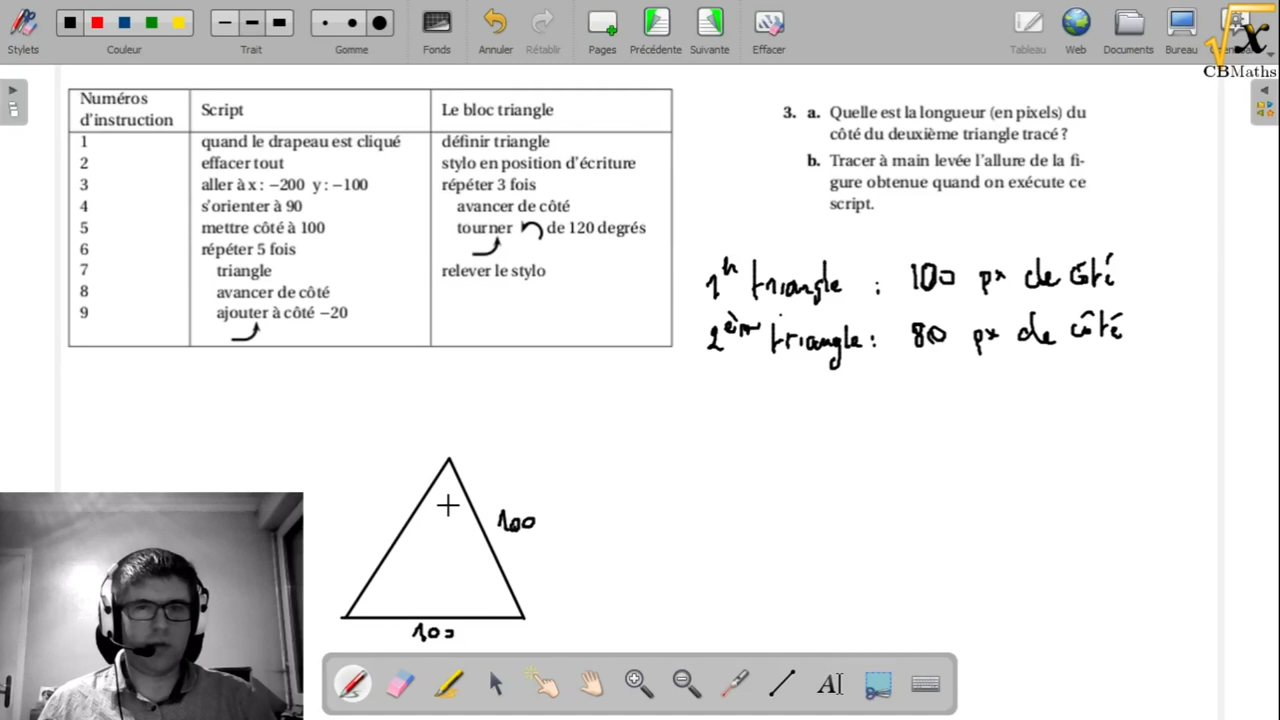 Stylets Couleur Trait Gomme Fonds Annuler Rétablir Pages Précédente Suivante Effacer Tableau Web Documents Bureau
CBMaths
Numéros d'instruction Script Le bloc triangle
1 quand le drapeau est cliqué définir triangle
2 effacer tout stylo en position d'écriture
3 aller à x : −200 y : −100 répéter 3 fois
4 s'orienter à 90 avancer de côté
5 mettre côté à 100 tourner de 120 degrés
6 répéter 5 fois
7 triangle relever le stylo
8 avancer de côté
9 ajouter à côté −20
3. a. Quelle est la longueur (en pixels) du
côté du deuxième triangle tracé ?
b. Tracer à main levée l'allure de la fi-
gure obtenue quand on exécute ce
script.
triangle : 100 px de côté
2ème triangle : 80 px de côté
100
100